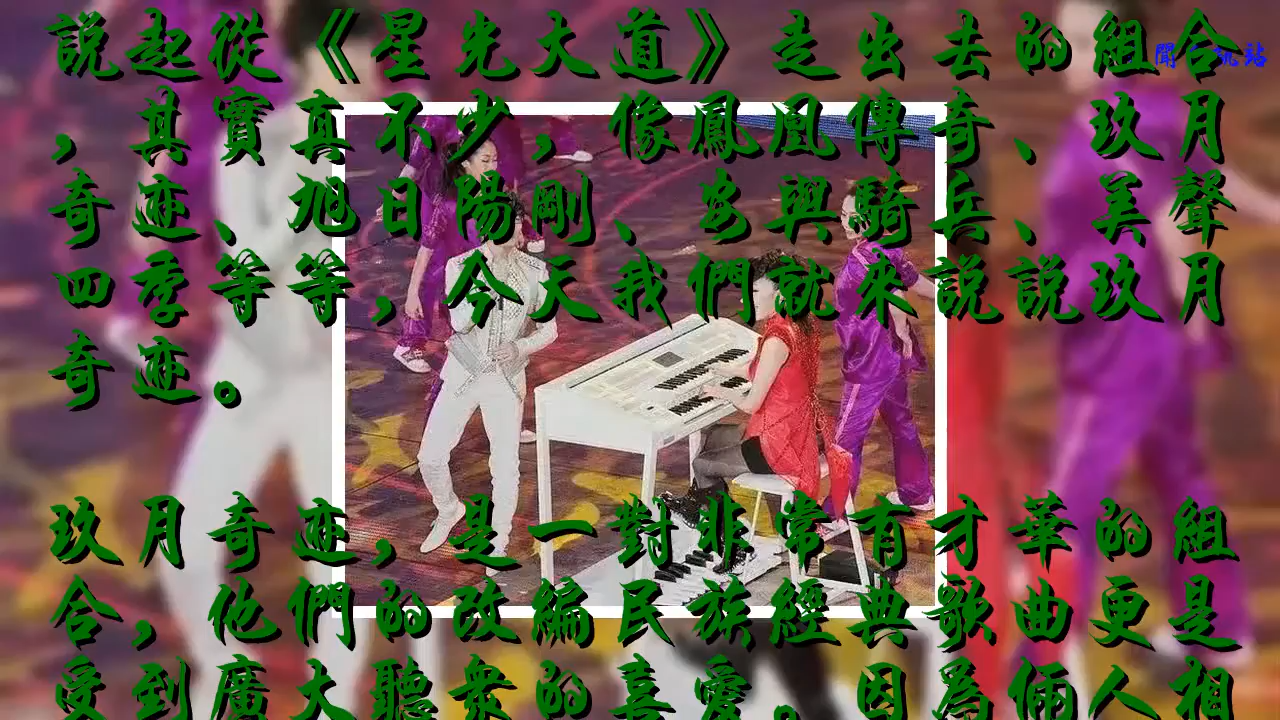 說起從《星光大道》走出去的組合
，其實真不少，像鳳凰傳奇、玖月
奇迹、旭日陽剛、安與騎兵、美聲
四季等等，今天我們就來說說玖月
奇迹。
玖月奇迹，是一對非常有才華的組
合，他們的改編民族經典歌曲更是
受到廣大聽衆的喜愛。因為倆人相